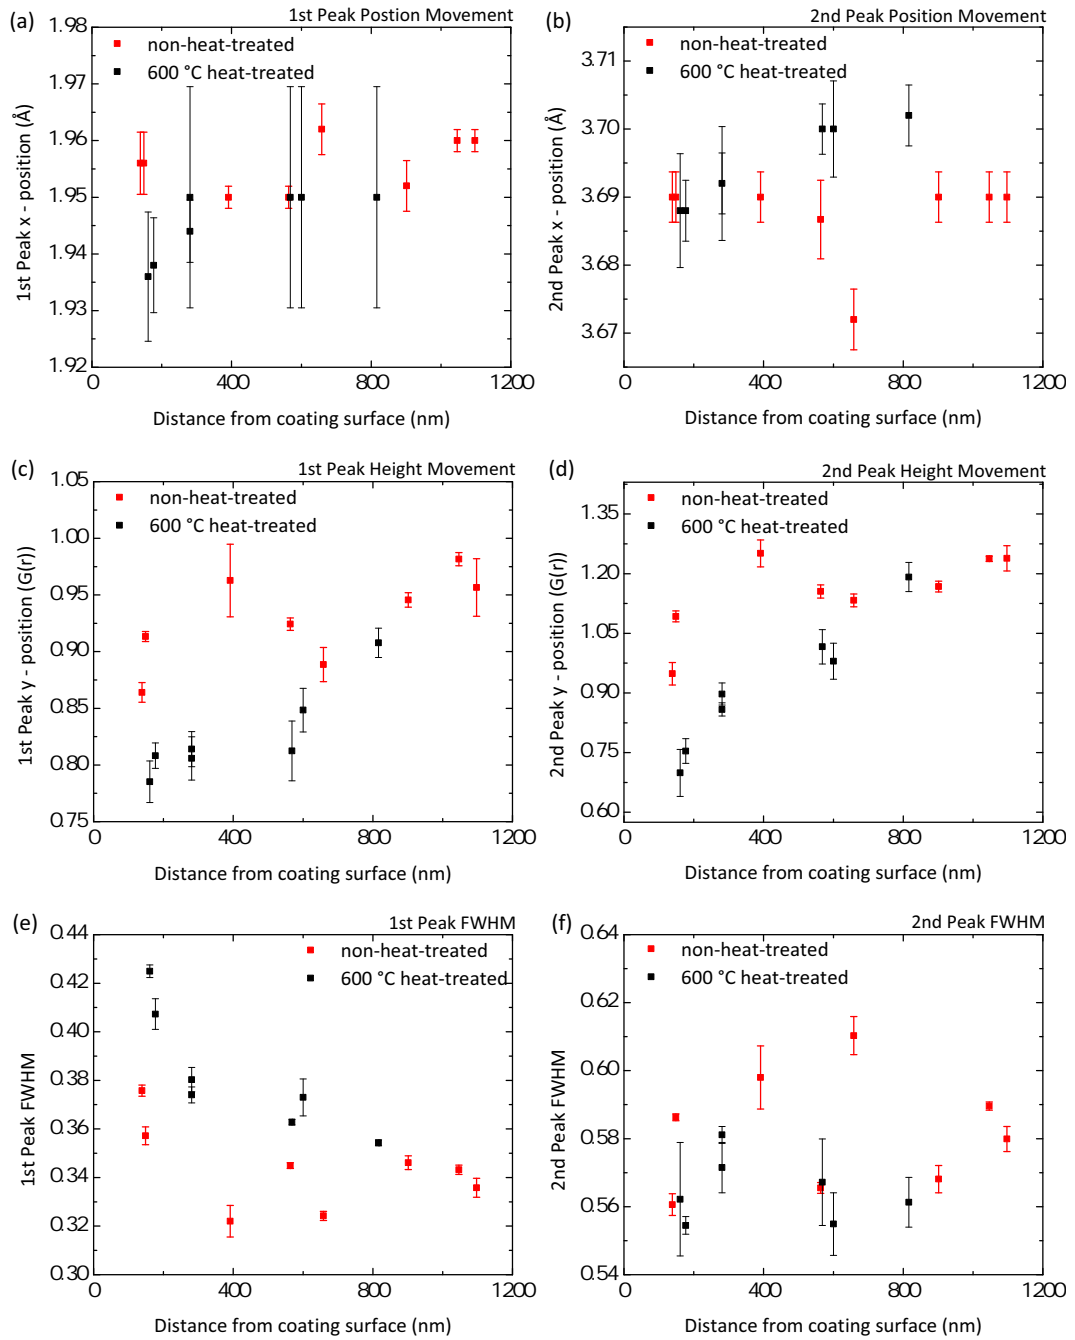 (a)
1st Peak Postion Movement
1.98
1.97
1.96
1.95
1.94
1.93
1.92
non-heat-treated
600 °C heat-treated
1st Peak x - position (Å)
0
400
800
1200
Distance from coating surface (nm)
(b)
2nd Peak Position Movement
3.71
3.70
3.69
3.68
3.67
non-heat-treated
600 °C heat-treated
2nd Peak x - position (Å)
0
400
800
1200
Distance from coating surface (nm)
(c)
1st Peak Height Movement
1.05
1.00
0.95
0.90
0.85
0.80
0.75
non-heat-treated
600 °C heat-treated
1st Peak y - position (G(r))
0
400
800
1200
Distance from coating surface (nm)
(d)
2nd Peak Height Movement
1.35
1.20
1.05
0.90
0.75
0.60
non-heat-treated
600 °C heat-treated
2nd Peak y - position (G(r))
0
400
800
1200
Distance from coating surface (nm)
(e)
1st Peak FWHM
0.44
0.42
0.40
0.38
0.36
0.34
0.32
0.30
non-heat-treated
600 °C heat-treated
1st Peak FWHM
0
400
800
1200
Distance from coating surface (nm)
(f)
2nd Peak FWHM
0.64
0.62
0.60
0.58
0.56
0.54
non-heat-treated
600 °C heat-treated
2nd Peak FWHM
0
400
800
1200
Distance from coating surface (nm)